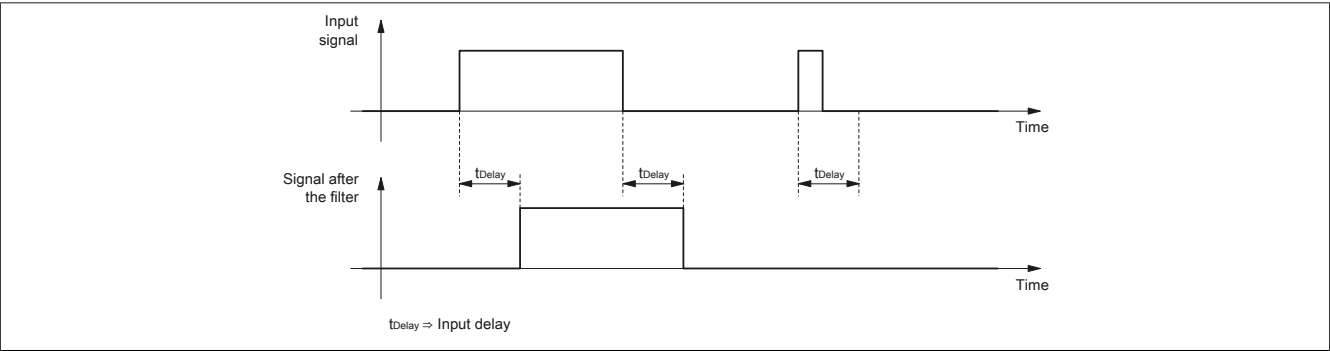 Input
signal
Time
tDelay
tDelay
tDelay
Signal after
the filter
Time
tDelay ⇒ Input delay